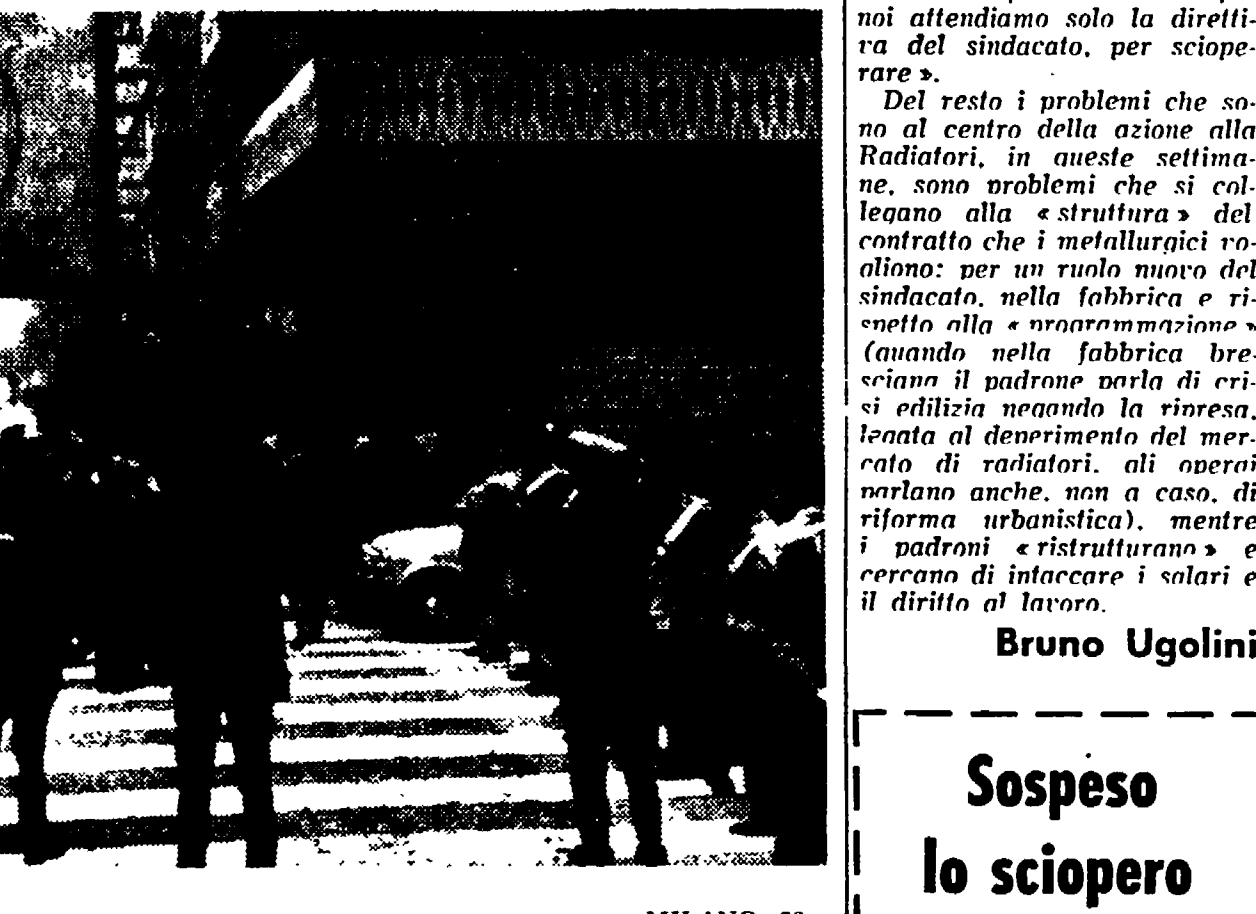 noi attendiamo solo la diretti-
va del sindacato, per sciope-
rare ».
Del resto i problemi che so-
no al centro della azione alla
Radiatori, in queste settima-
ne, sono problemi che si col-
legano alla « struttura » del
contratto che i metallurgici vo-
gliono: per un ruolo nuovo del
sindacato, nella fabbrica e ri-
spetto alla « programmazione »
(quando nella fabbrica bre-
sciana il padrone parla di cri-
si edilizia negando la ripresa,
legata al deperimento del mer-
cato di radiatori, gli operai
parlano anche, non a caso, di
riforma urbanistica), mentre
i padroni « ristrutturano » e
cercano di intaccare i salari e
il diritto al lavoro.
Bruno Ugolini
Sospeso
lo sciopero